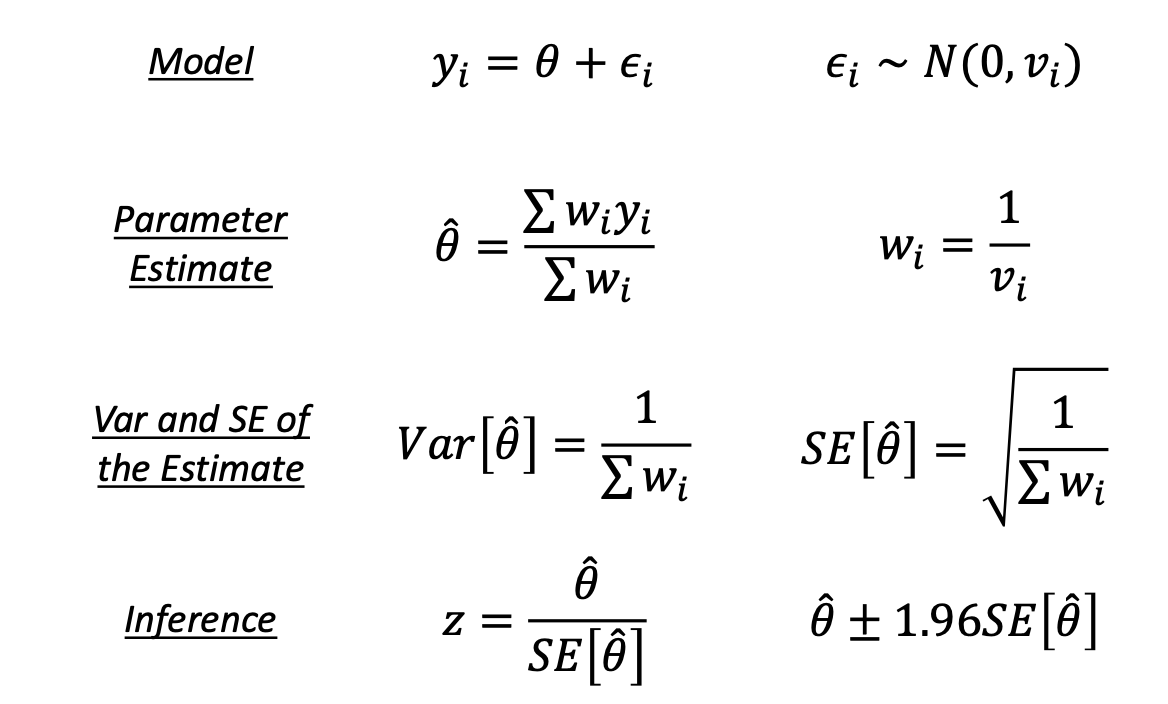 Model y_i = θ + ϵ_i ϵ_i ~ N(0, v_i)
Parameter Estimate θ̂ = ∑ w_i y_i / ∑ w_i w_i = 1 / v_i
Var and SE of the Estimate Var[θ̂] = 1 / ∑ w_i SE[θ̂] = √(1 / ∑ w_i)
Inference z = θ̂ / SE[θ̂] θ̂ ± 1.96SE[θ̂]